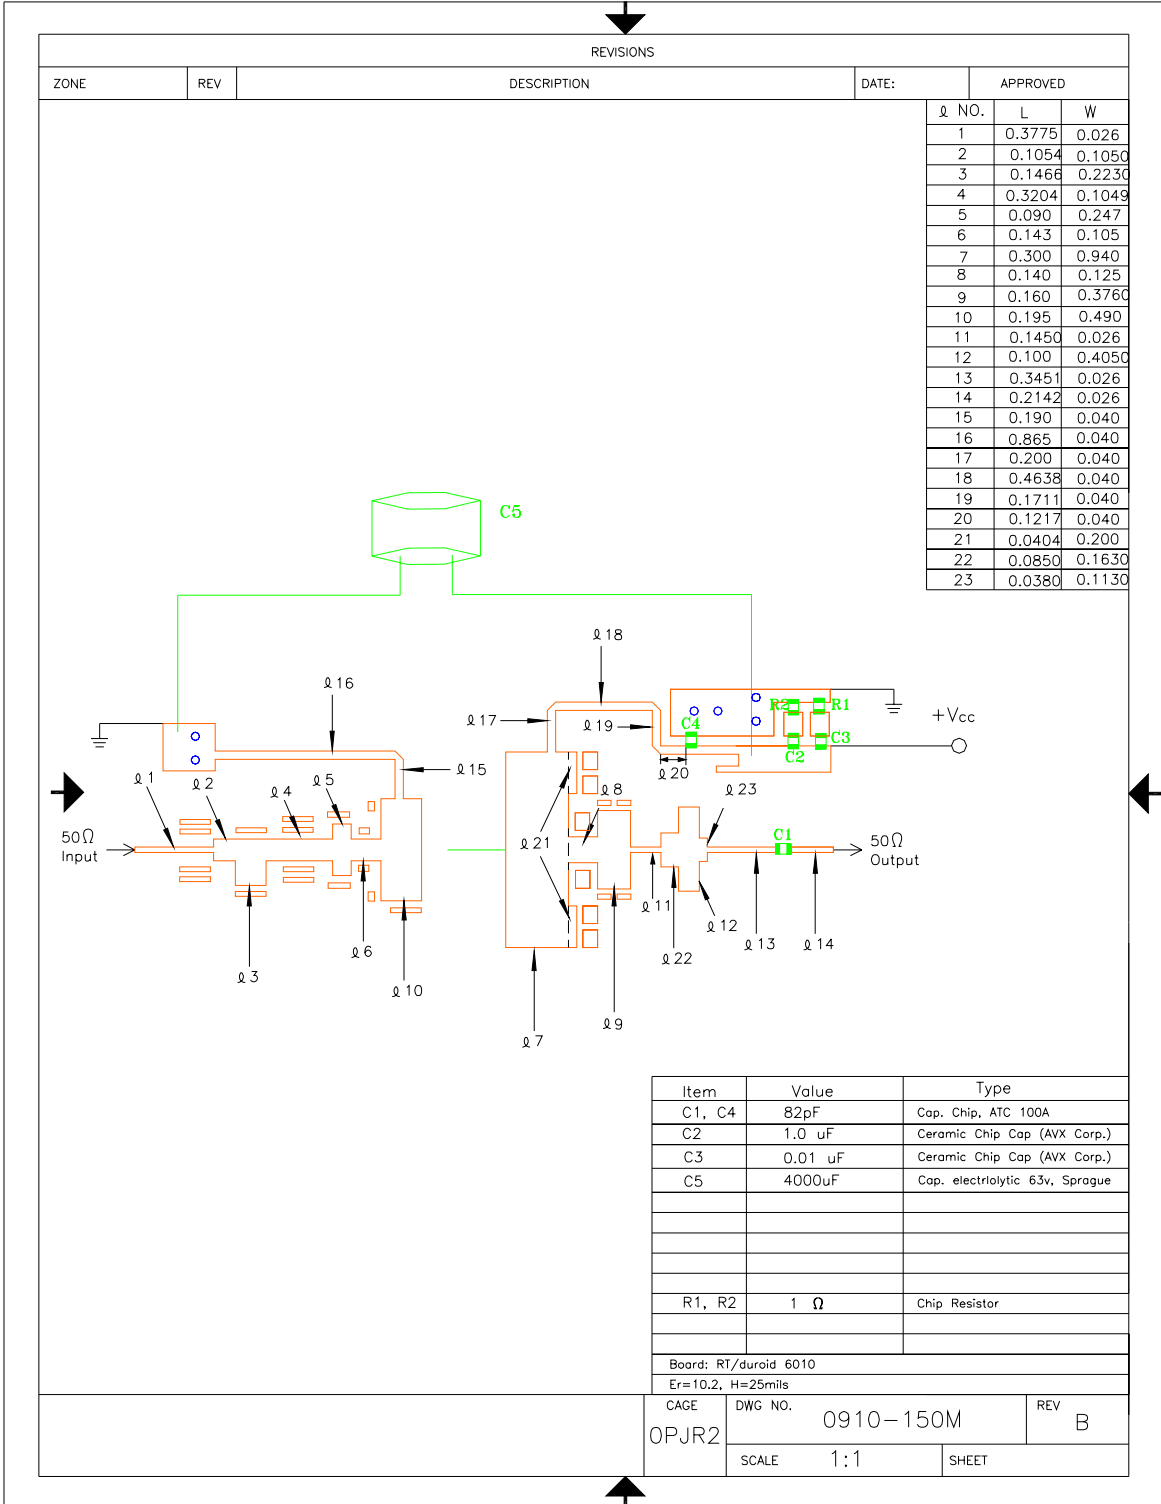 REVISIONS
ZONE REV DESCRIPTION DATE: APPROVED
ℓ NO. L W
1 0.3775 0.026
2 0.1054 0.1050
3 0.1466 0.2230
4 0.3204 0.1049
5 0.090 0.247
6 0.143 0.105
7 0.300 0.940
8 0.140 0.125
9 0.160 0.3760
10 0.195 0.490
11 0.1450 0.026
12 0.100 0.4050
13 0.3451 0.026
14 0.2142 0.026
15 0.190 0.040
16 0.865 0.040
17 0.200 0.040
18 0.4638 0.040
19 0.1711 0.040
20 0.1217 0.040
21 0.0404 0.200
22 0.0850 0.1630
23 0.0380 0.1130
C5
ℓ18
ℓ16
ℓ17
ℓ19
C4
R2
R1
+Vcc
C2
C3
ℓ15
ℓ20
ℓ1
ℓ2
ℓ4
ℓ5
ℓ8
ℓ23
50Ω
Input
ℓ21
C1
50Ω
Output
ℓ3
ℓ6
ℓ10
ℓ11
ℓ12
ℓ22
ℓ13
ℓ14
ℓ9
ℓ7
Item Value Type
C1, C4 82pF Cap. Chip, ATC 100A
C2 1.0 uF Ceramic Chip Cap (AVX Corp.)
C3 0.01 uF Ceramic Chip Cap (AVX Corp.)
C5 4000uF Cap. electrlolytic 63v, Sprague
R1, R2 1 Ω Chip Resistor
Board: RT/duroid 6010
Er=10.2, H=25mils
CAGE
0PJR2
DWG NO.
0910-150M
REV
B
SCALE 1:1 SHEET